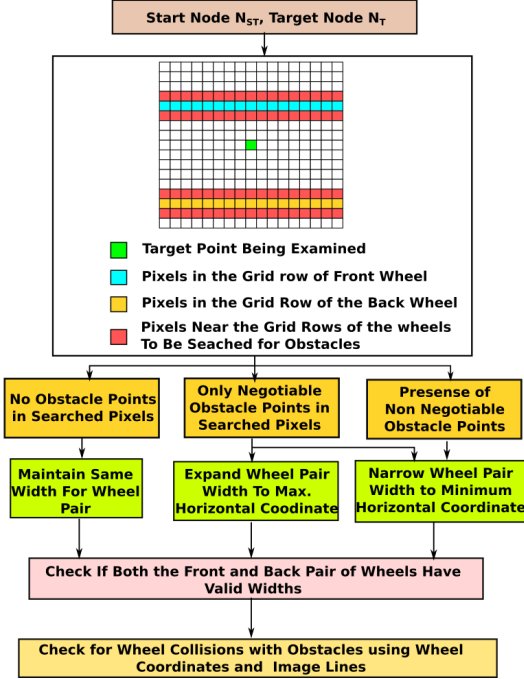 Start Node N_ST, Target Node N_T
Target Point Being Examined
Pixels in the Grid row of Front Wheel
Pixels in the Grid Row of the Back Wheel
Pixels Near the Grid Rows of the wheels
To Be Seached for Obstacles
No Obstacle Points
in Searched Pixels
Only Negotiable
Obstacle Points in
Searched Pixels
Presense of
Non Negotiable
Obstacle Points
Maintain Same
Width For Wheel
Pair
Expand Wheel Pair
Width To Max.
Horizontal Coodinate
Narrow Wheel Pair
Width to Minimum
Horizontal Coordinate
Check If Both the Front and Back Pair of Wheels Have
Valid Widths
Check for Wheel Collisions with Obstacles using Wheel
Coordinates and Image Lines